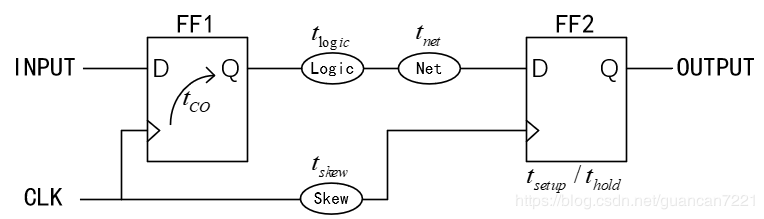 FF1 t_logic t_net FF2
INPUT D Q Logic Net D Q OUTPUT
t_CO
t_skew
CLK Skew t_setup / t_hold
https://blog.csdn.net/guancan7221